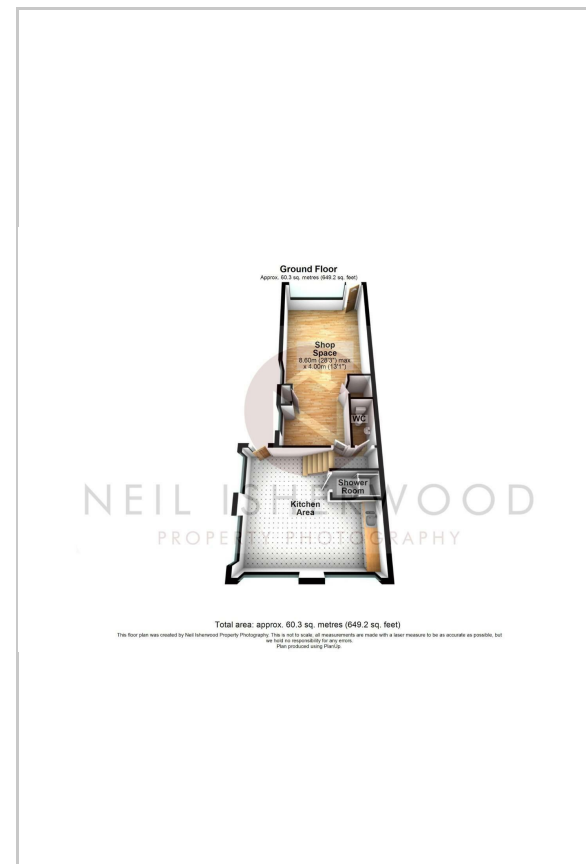 Ground Floor
Approx. 60.3 sq. metres (649.2 sq. feet)
Shop
Space
8.60m (28'3") max
x 4.00m (13'1")
WC
Shower
Room
Kitchen
Area
NEIL ISHERWOOD
PROPERTY PHOTOGRAPHY
Total area: approx. 60.3 sq. metres (649.2 sq. feet)
This floor plan was created by Neil Isherwood Property Photography. This is not to scale, all measurements are made with a laser measure to be as accurate as possible, but
we hold no responsibility for any errors.
Plan produced using PlanUp